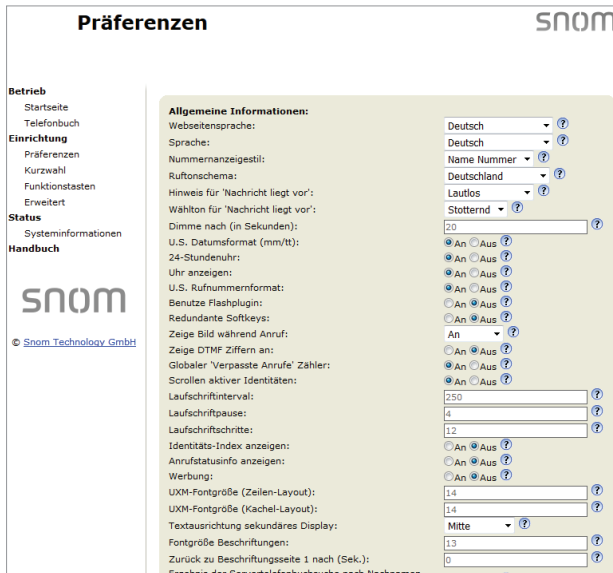 Präferenzen
snom
Betrieb
Startseite
Telefonbuch
Einrichtung
Präferenzen
Kurzwahl
Funktionstasten
Erweitert
Status
Systeminformationen
Handbuch
snom
© Snom Technology GmbH
Allgemeine Informationen:
Webseitensprache: Deutsch ?
Sprache: Deutsch ?
Nummernanzeigestil: Name Nummer ?
Ruftonschema: Deutschland ?
Hinweis für 'Nachricht liegt vor': Lautlos ?
Wählton für 'Nachricht liegt vor': Stotternd ?
Dimme nach (in Sekunden): 20 ?
U.S. Datumsformat (mm/tt): An Aus ?
24-Stundenuhr: An Aus ?
Uhr anzeigen: An Aus ?
U.S. Rufnummernformat: An Aus ?
Benutze Flashplugin: An Aus ?
Redundante Softkeys: An Aus ?
Zeige Bild während Anruf: An ?
Zeige DTMF Ziffern an: An Aus ?
Globaler 'Verpasste Anrufe' Zähler: An Aus ?
Scrollen aktiver Identitäten: An Aus ?
Laufschriftinterval: 250 ?
Laufschriftpause: 4 ?
Laufschriftschritte: 12 ?
Identitäts-Index anzeigen: An Aus ?
Anrufstatusinfo anzeigen: An Aus ?
Werbung: An Aus ?
UXM-Fontgröße (Zeilen-Layout): 14 ?
UXM-Fontgröße (Kachel-Layout): 14 ?
Textausrichtung sekundäres Display: Mitte ?
Fontgröße Beschriftungen: 13 ?
Zurück zu Beschriftungsseite 1 nach (Sek.): 0 ?